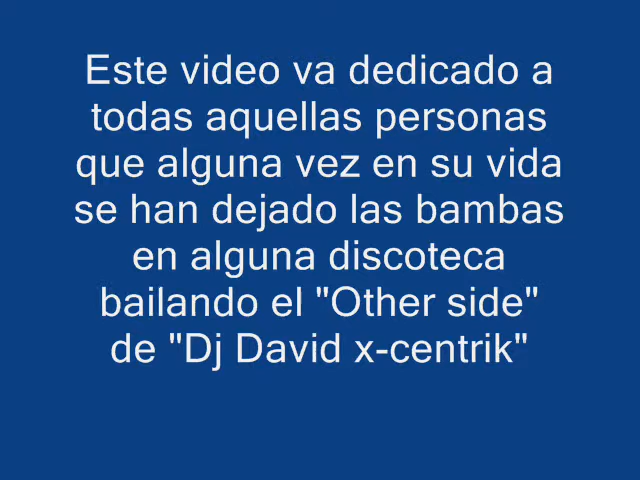 Este video va dedicado a
todas aquellas personas
que alguna vez en su vida
se han dejado las bambas
en alguna discoteca
bailando el "Other side"
de "Dj David x-centrik"